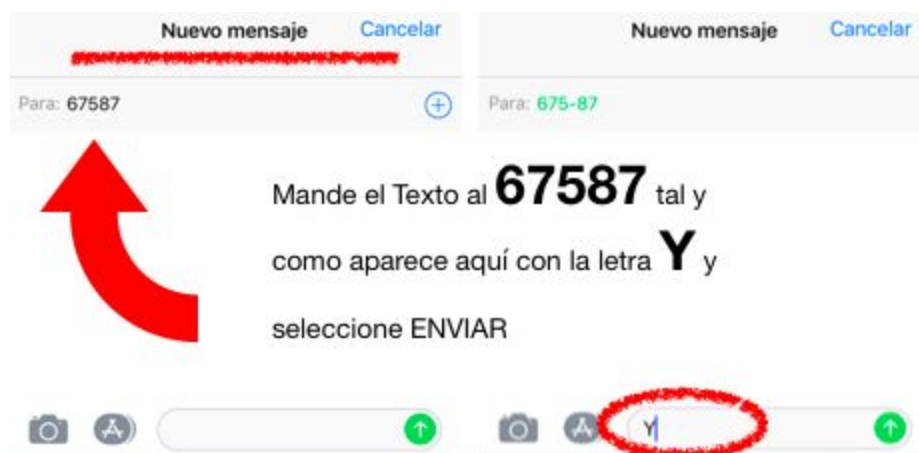 Nuevo mensaje Cancelar
Para: 67587
Nuevo mensaje Cancelar
Para: 675-87
Mande el Texto al 67587 tal y
como aparece aquí con la letra Y y
seleccione ENVIAR
Y